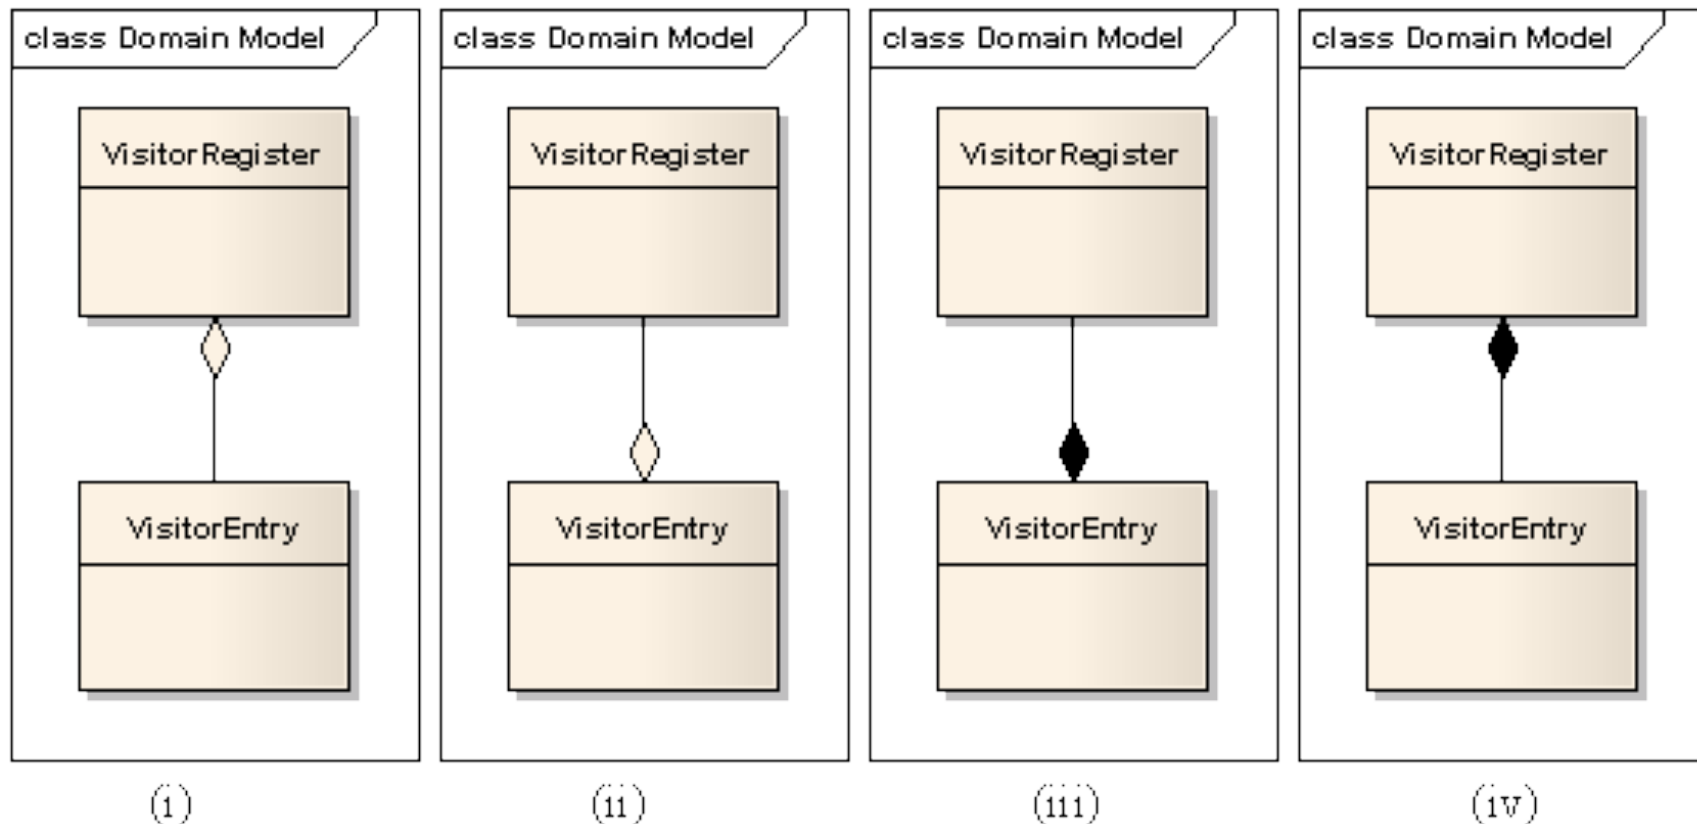 class Domain Model
class Domain Model
class Domain Model
class Domain Model
VisitorRegister
VisitorRegister
VisitorRegister
VisitorRegister
VisitorEntry
VisitorEntry
VisitorEntry
VisitorEntry
(i)
(ii)
(iii)
(iv)